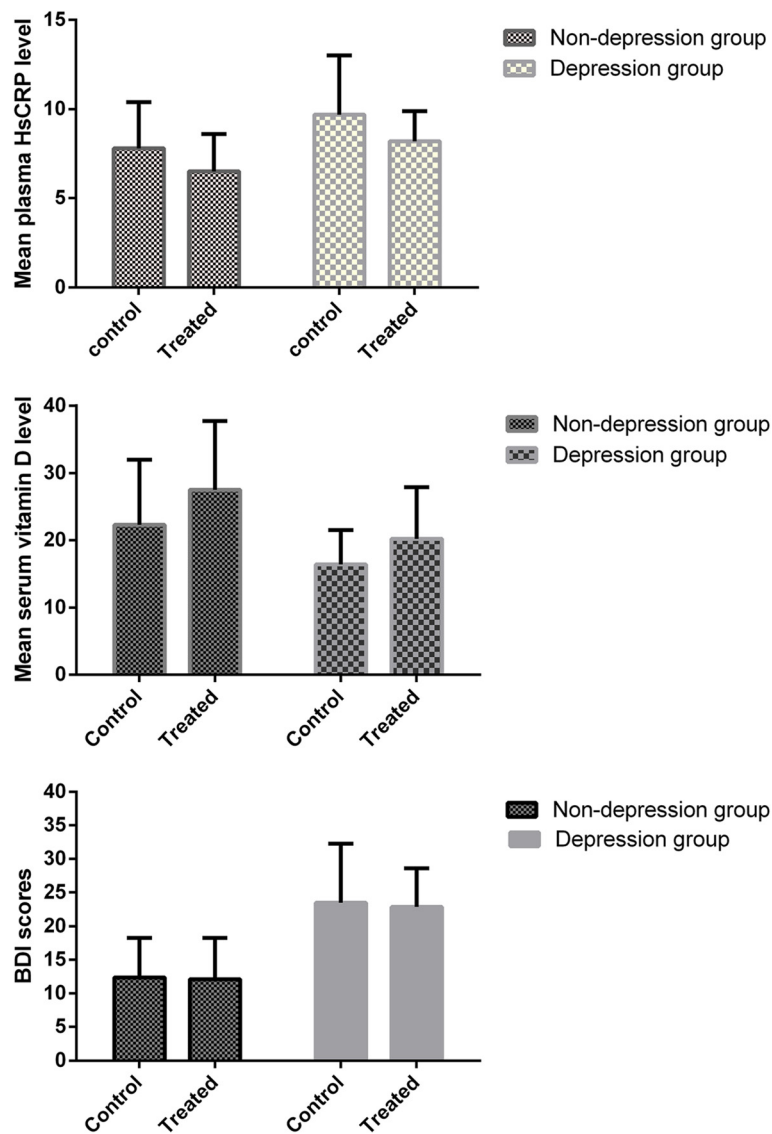 Mean plasma HsCRP level
15
10
5
0
control
Treated
control
Treated
Non-depression group
Depression group
Mean serum vitamin D level
40
30
20
10
0
Control
Treated
Control
Treated
Non-depression group
Depression group
BDI scores
40
35
30
25
20
15
10
5
0
Control
Treated
Control
Treated
Non-depression group
Depression group